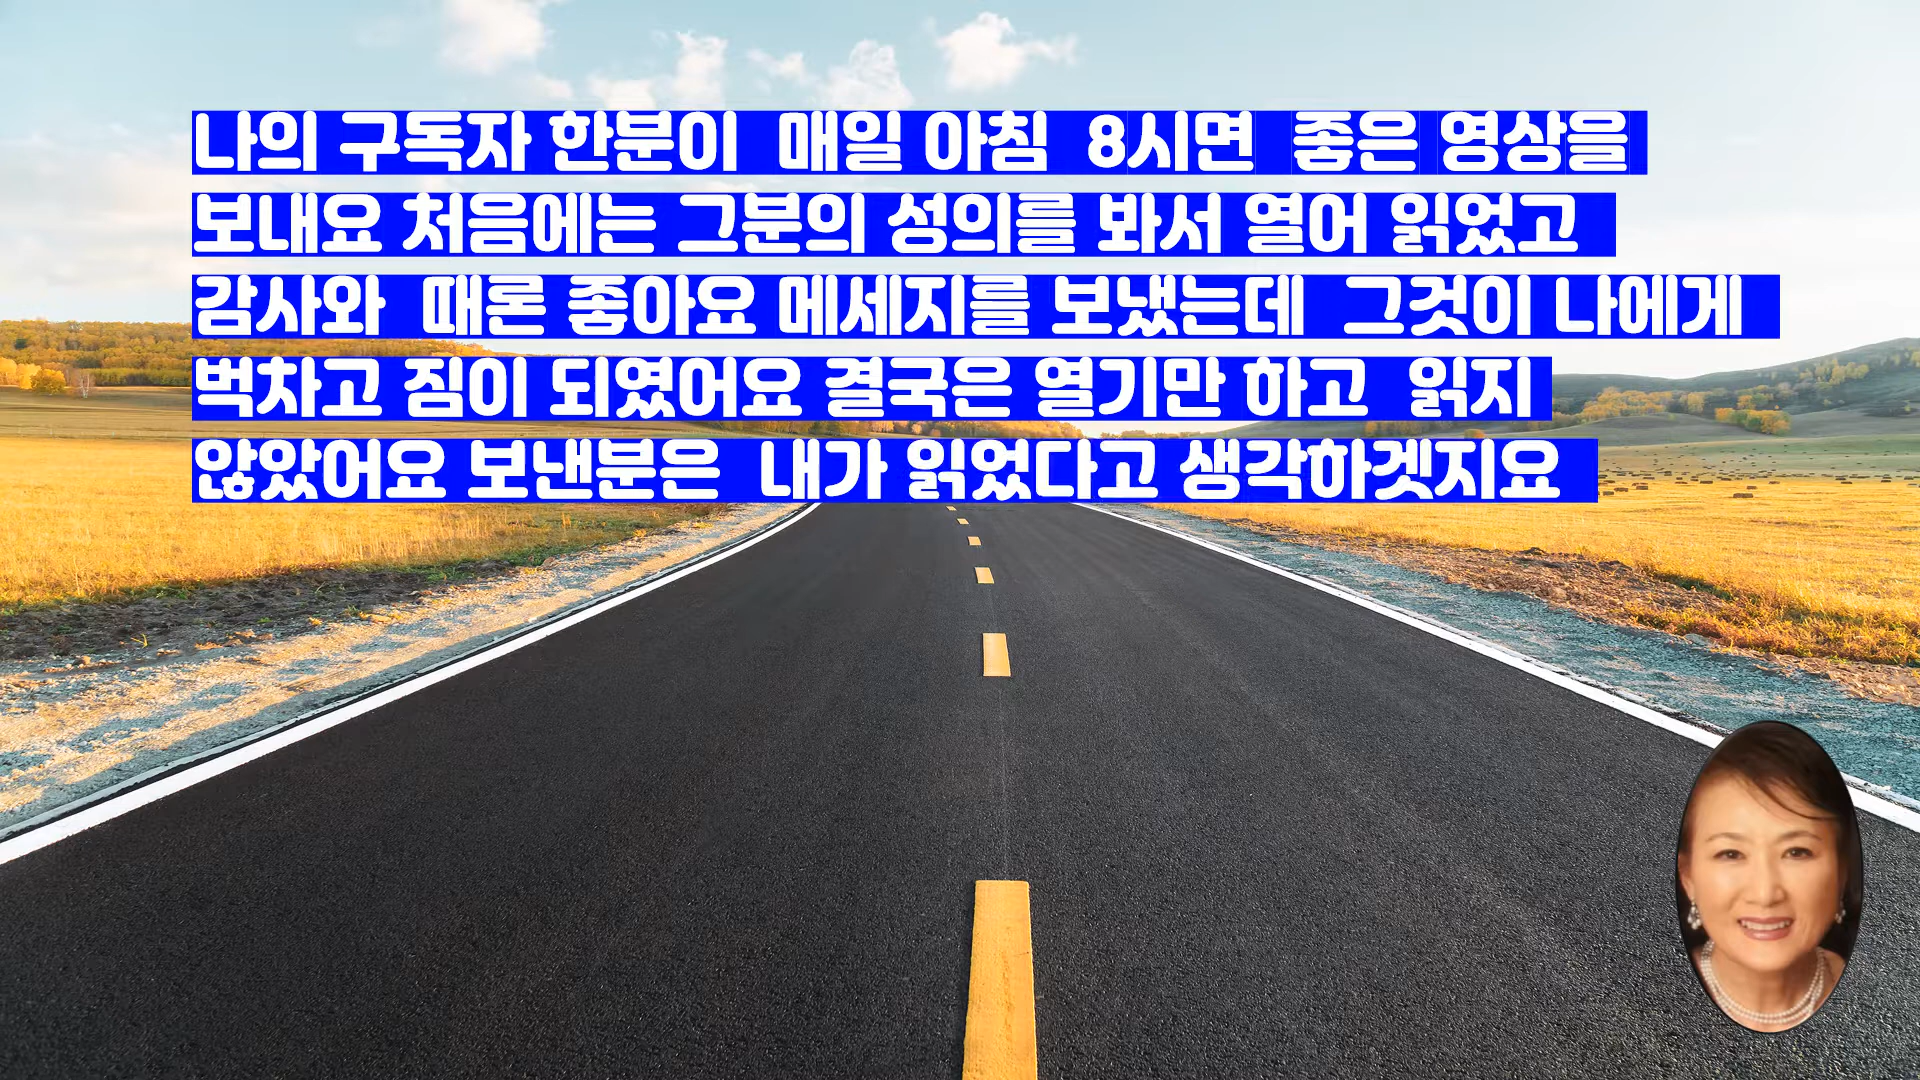 나의 구독자 한분이 매일 아침 8시면 좋은 영상을
보내요 처음에는 그분의 성의를 봐서 열어 읽었고
감사와 때론 좋아요 메세지를 보냈는데 그것이 나에게
벅차고 짐이 되였어요 결국은 열기만 하고 읽지
않았어요 보낸분은 내가 읽었다고 생각하겟지요